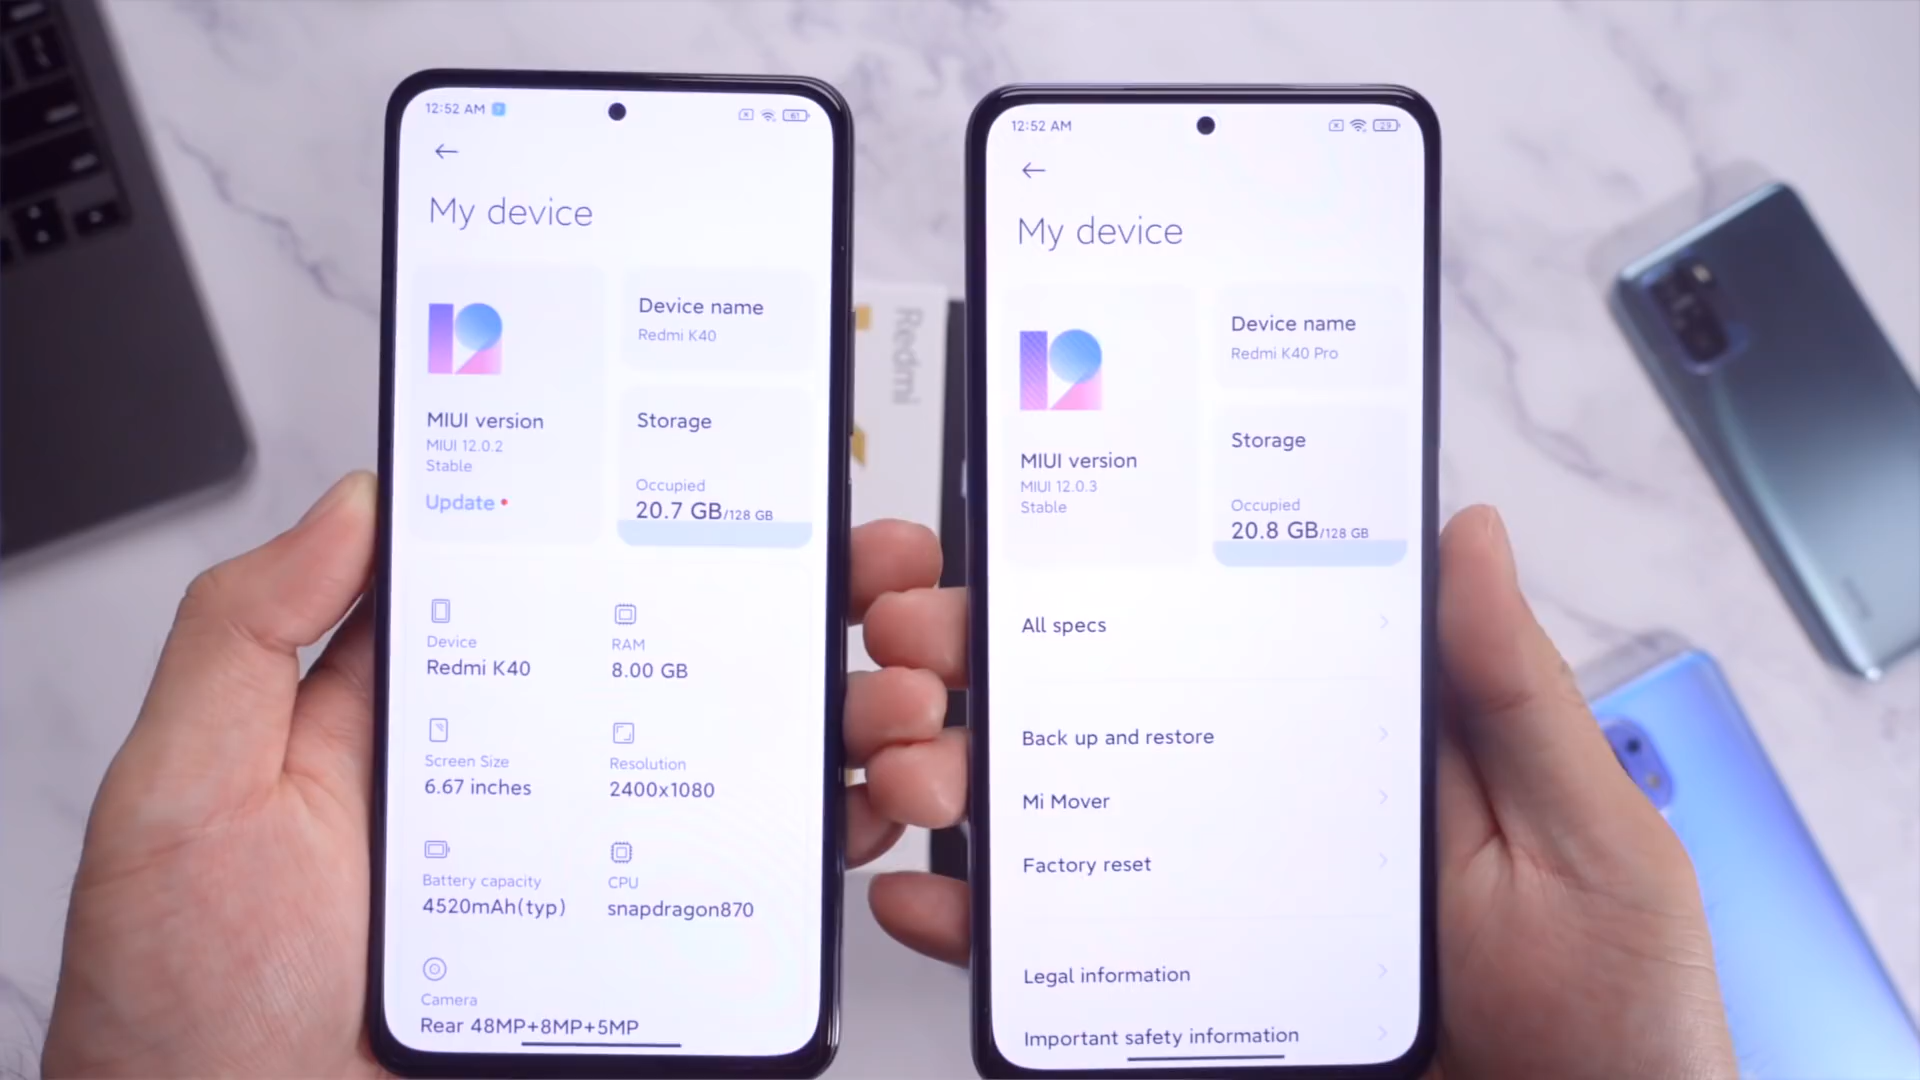 12:52 AM
61
My device
Device name
Redmi K40
MIUI version
MIUI 12.0.2
Stable
Update
Storage
Occupied
20.7 GB/128 GB
Device
Redmi K40
RAM
8.00 GB
Screen Size
6.67 inches
Resolution
2400x1080
Battery capacity
4520mAh(typ)
CPU
snapdragon870
Camera
Rear 48MP+8MP+5MP
Redmi
12:52 AM
29
My device
Device name
Redmi K40 Pro
MIUI version
MIUI 12.0.3
Stable
Storage
Occupied
20.8 GB/128 GB
All specs
Back up and restore
Mi Mover
Factory reset
Legal information
Important safety information